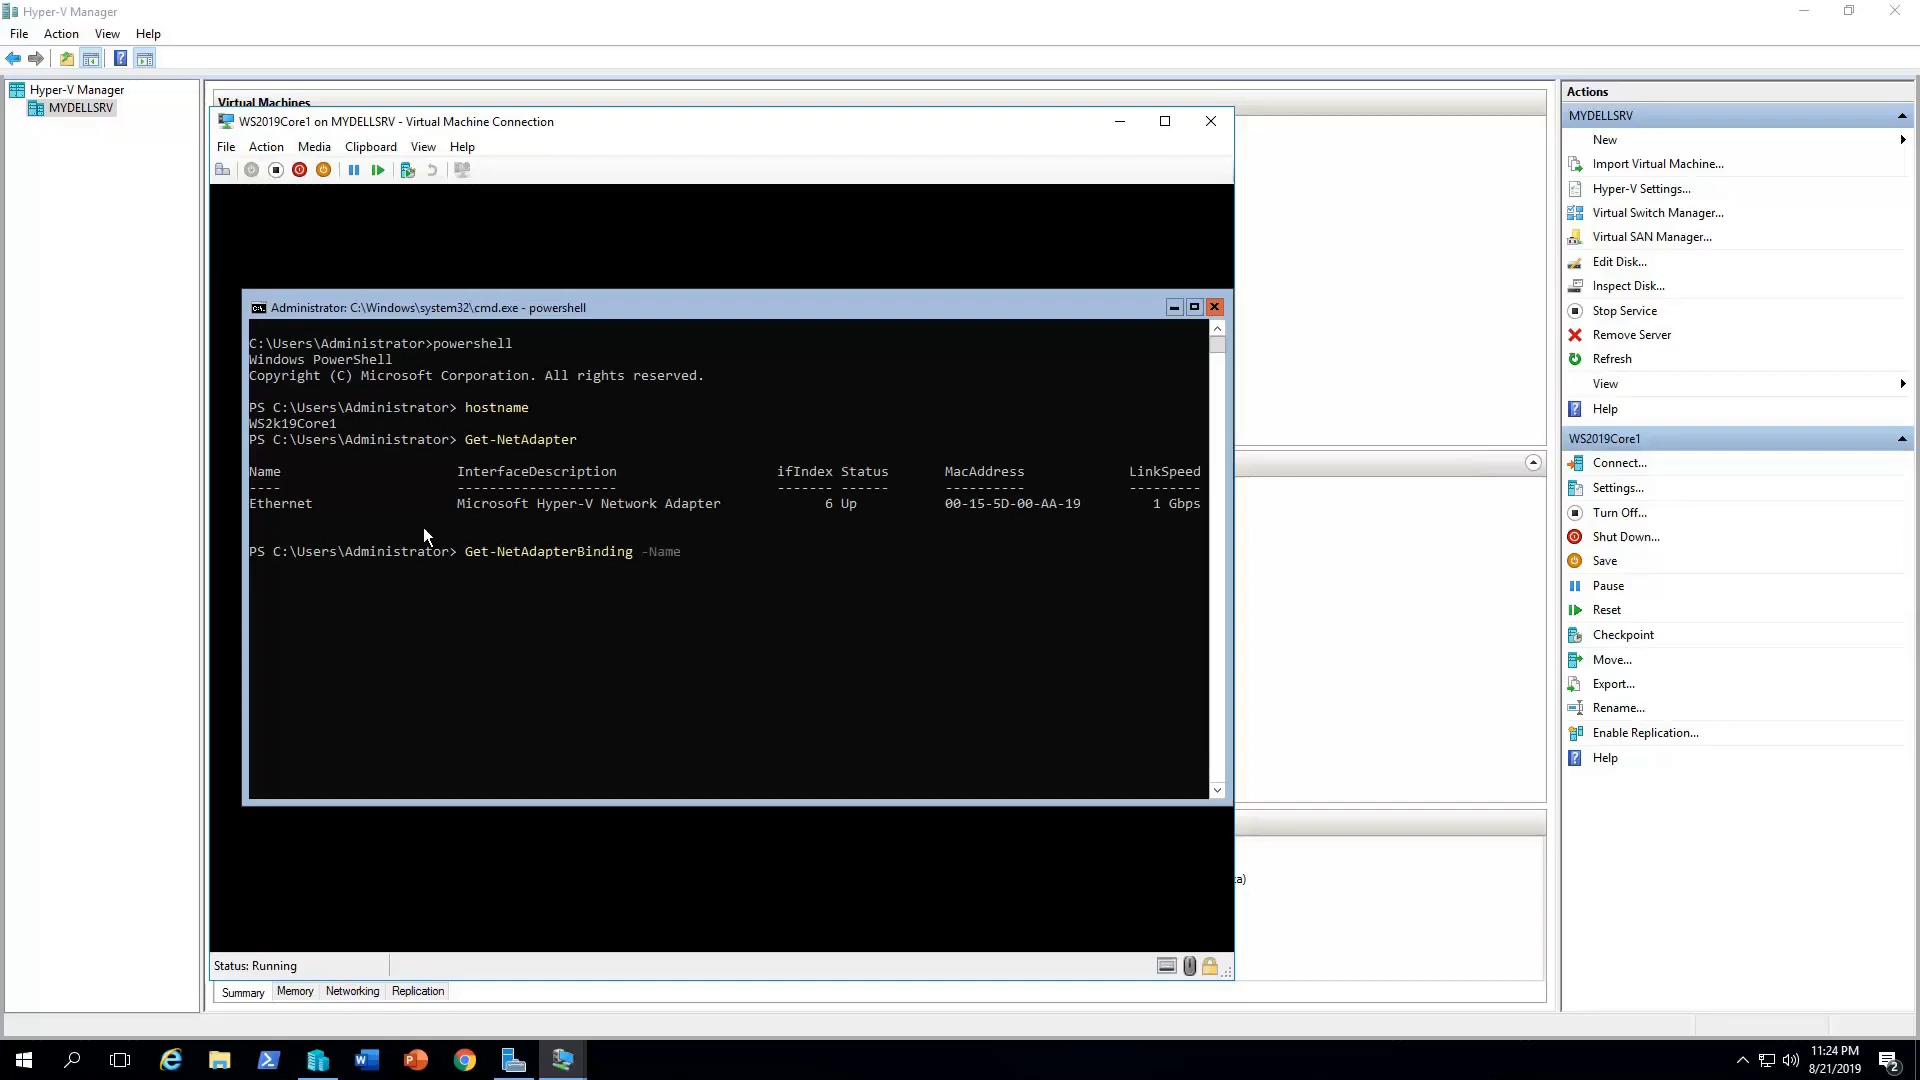 Hyper-V Manager
File Action View Help
Hyper-V Manager
MYDELLSRV
Virtual Machines
WS2019Core1 on MYDELLSRV - Virtual Machine Connection
File Action Media Clipboard View Help
Administrator: C:\Windows\system32\cmd.exe - powershell
C:\Users\Administrator>powershell
Windows PowerShell
Copyright (C) Microsoft Corporation. All rights reserved.
PS C:\Users\Administrator> hostname
WS2k19Core1
PS C:\Users\Administrator> Get-NetAdapter
Name InterfaceDescription ifIndex Status MacAddress LinkSpeed
---- -------------------- ------- ------ ---------- ---------
Ethernet Microsoft Hyper-V Network Adapter 6 Up 00-15-5D-00-AA-19 1 Gbps
PS C:\Users\Administrator> Get-NetAdapterBinding -Name
Status: Running
Summary Memory Networking Replication
Actions
MYDELLSRV
New
Import Virtual Machine...
Hyper-V Settings...
Virtual Switch Manager...
Virtual SAN Manager...
Edit Disk...
Inspect Disk...
Stop Service
Remove Server
Refresh
View
Help
WS2019Core1
Connect...
Settings...
Turn Off...
Shut Down...
Save
Pause
Reset
Checkpoint
Move...
Export...
Rename...
Enable Replication...
Help
11:24 PM
8/21/2019
2